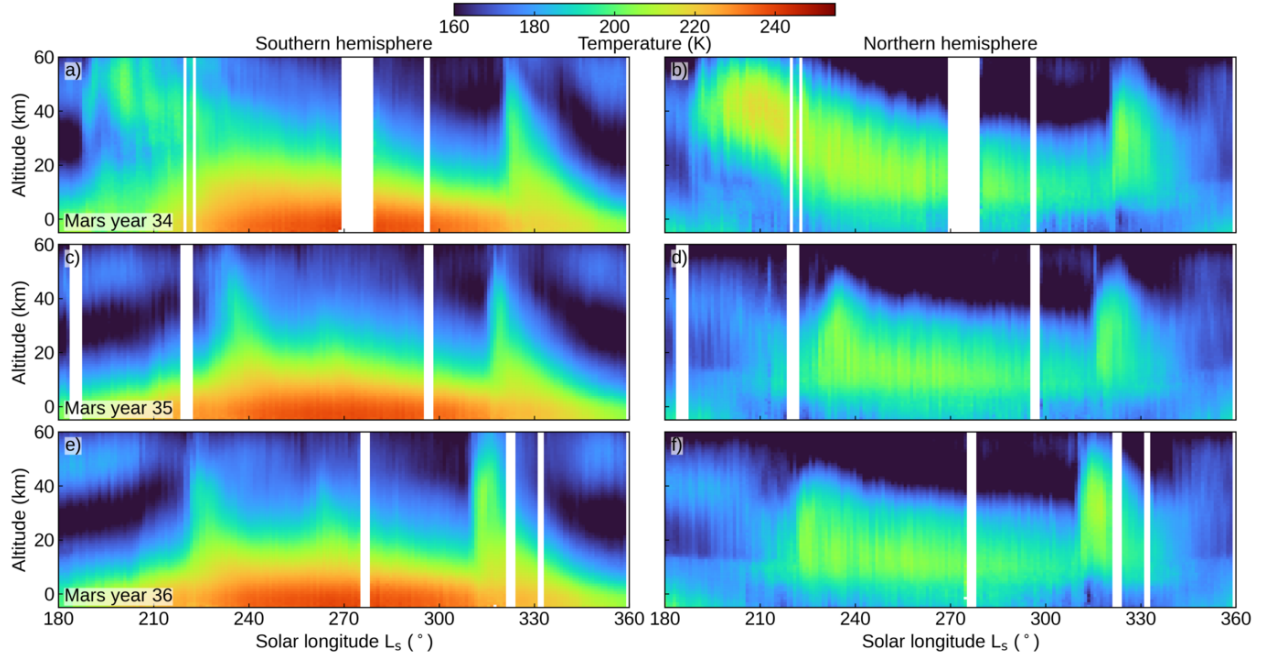 160 180 200 220 240
Southern hemisphere Temperature (K) Northern hemisphere
a) b)
60
40
20
0
Altitude (km)
Mars year 34
c) d)
60
40
20
0
Altitude (km)
Mars year 35
e) f)
60
40
20
0
Altitude (km)
Mars year 36
180 210 240 270 300 330 360 180 210 240 270 300 330 360
Solar longitude Lₛ (°) Solar longitude Lₛ (°)